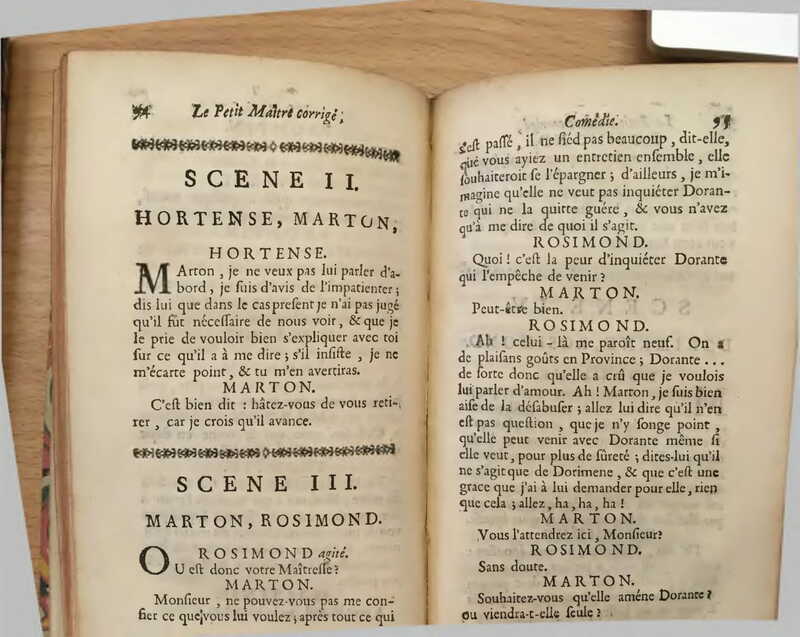 94 Le Petit Maître corrigé ;
SCENE II.
HORTENSE, MARTON,
HORTENSE.
MArton , je ne veux pas lui parler d'a-
bord , je ſuis d'avis de l'impatienter ;
dis lui que dans le cas preſent je n'ai pas jugé
qu'il fût néceſſaire de nous voir, & que je
le prie de vouloir bien s'expliquer avec toi
ſur ce qu'il a à me dire ; s'il inſiſte , je ne
m'écarte point, & tu m'en avertiras.
MARTON.
C'eſt bien dit : hâtez-vous de vous reti-
rer , car je crois qu'il avance.
SCENE III.
MARTON, ROSIMOND.
ROSIMOND agité.
OU eſt donc votre Maîtreſſe ?
MARTON.
Monſieur , ne pouvez-vous pas me con-
fier ce que vous lui voulez ; après tout ce qui
Comédie. 95
s'eſt paſſé , il ne ſiéd pas beaucoup , dit-elle,
que vous ayiez un entretien enſemble , elle
ſouhaiteroit ſe l'épargner ; d'ailleurs , je m'i-
magine qu'elle ne veut pas inquiéter Doran-
te qui ne la quitte guére , & vous n'avez
qu'à me dire de quoi il s'agit.
ROSIMOND.
Quoi ! c'eſt la peur d'inquiéter Dorante
qui l'empêche de venir ?
MARTON.
Peut-être bien.
ROSIMOND.
Ah ! celui - là me paroît neuf. On a
de plaiſans goûts en Province ; Dorante . . .
de ſorte donc qu'elle a crû que je voulois
lui parler d'amour. Ah ! Marton , je ſuis bien
aiſe de la déſabuſer ; allez lui dire qu'il n'en
eſt pas queſtion , que je n'y ſonge point ,
qu'elle peut venir avec Dorante même ſi
elle veut , pour plus de ſûreté ; dites-lui qu'il
ne s'agit que de Dorimene , & que c'eſt une
grace que j'ai à lui demander pour elle , rien
que cela ; allez , ha , ha , ha !
MARTON.
Vous l'attendrez ici , Monſieur?
ROSIMOND.
Sans doute.
MARTON.
Souhaitez-vous qu'elle améne Dorante ?
ou viendra-t-elle ſeule ?